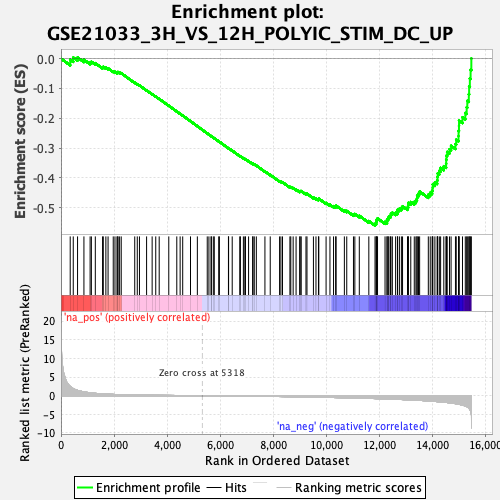 Enrichment plot:
GSE21033_3H_VS_12H_POLYIC_STIM_DC_UP
Enrichment score (ES)
0.0
-0.1
-0.2
-0.3
-0.4
-0.5
'na_pos' (positively correlated)
Ranked list metric (PreRanked)
20
15
10
5
0
-5
-10
Zero cross at 5318
'na_neg' (negatively correlated)
0
2,000
4,000
6,000
8,000
10,000
12,000
14,000
16,000
Rank in Ordered Dataset
Enrichment profile
Hits
Ranking metric scores